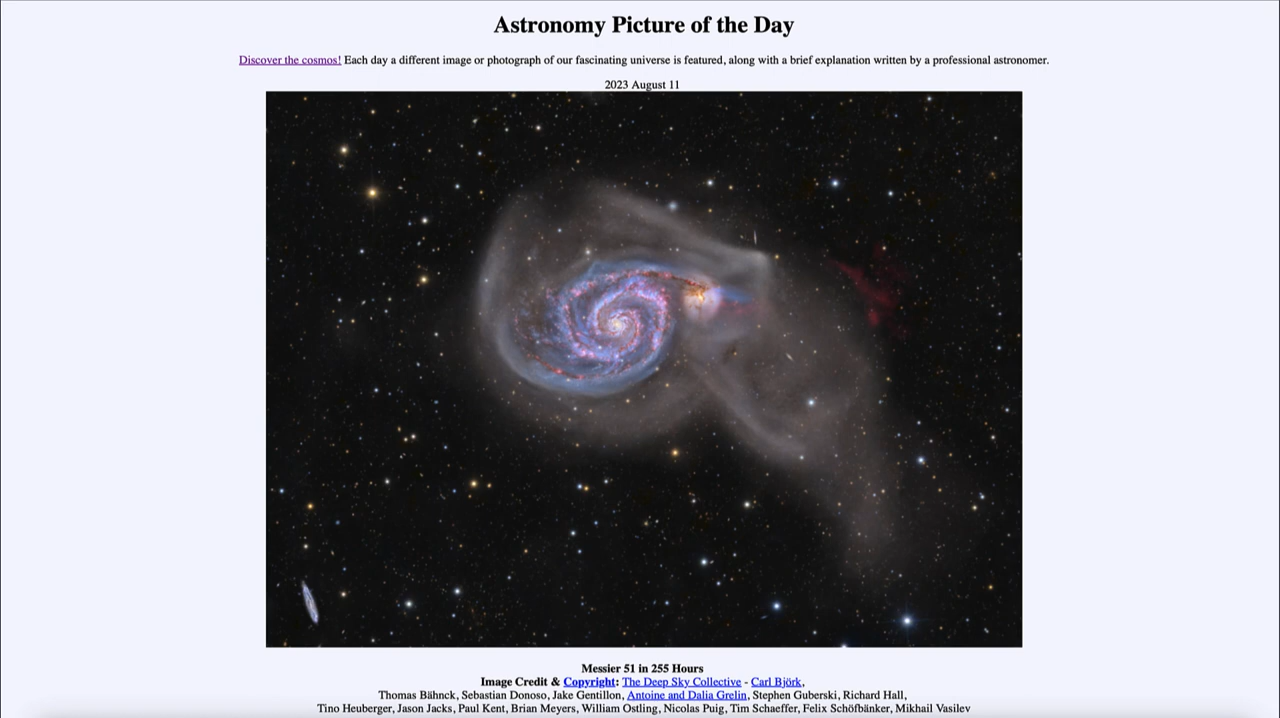 Astronomy Picture of the Day
Discover the cosmos! Each day a different image or photograph of our fascinating universe is featured, along with a brief explanation written by a professional astronomer.
2023 August 11
Messier 51 in 255 Hours
Image Credit & Copyright: The Deep Sky Collective - Carl Björk,
Thomas Bähnck, Sebastian Donoso, Jake Gentillon, Antoine and Dalia Grelin, Stephen Guberski, Richard Hall,
Tino Heuberger, Jason Jacks, Paul Kent, Brian Meyers, William Ostling, Nicolas Puig, Tim Schaeffer, Felix Schöfbänker, Mikhail Vasilev